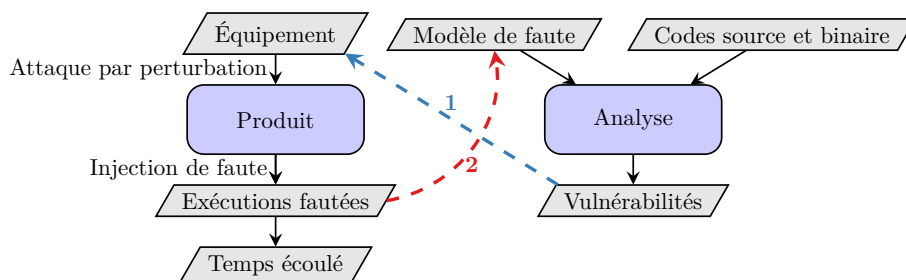 Équipement
Modèle de faute
Codes source et binaire
Attaque par perturbation
1
Produit
Analyse
2
Injection de faute
Exécutions fautées
Vulnérabilités
Temps écoulé